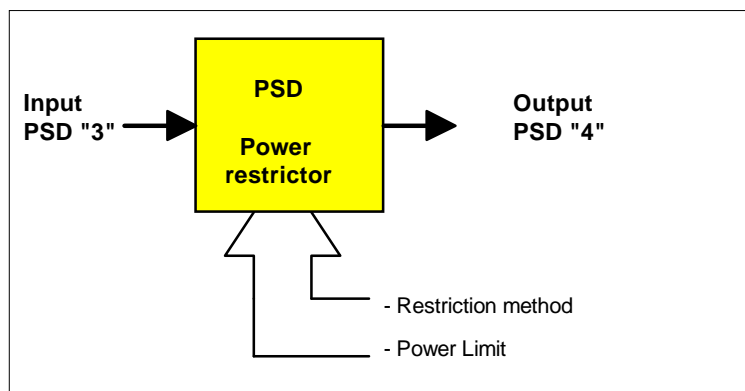 Input
PSD "3"
PSD
Power
restrictor
Output
PSD "4"
- Restriction method
- Power Limit